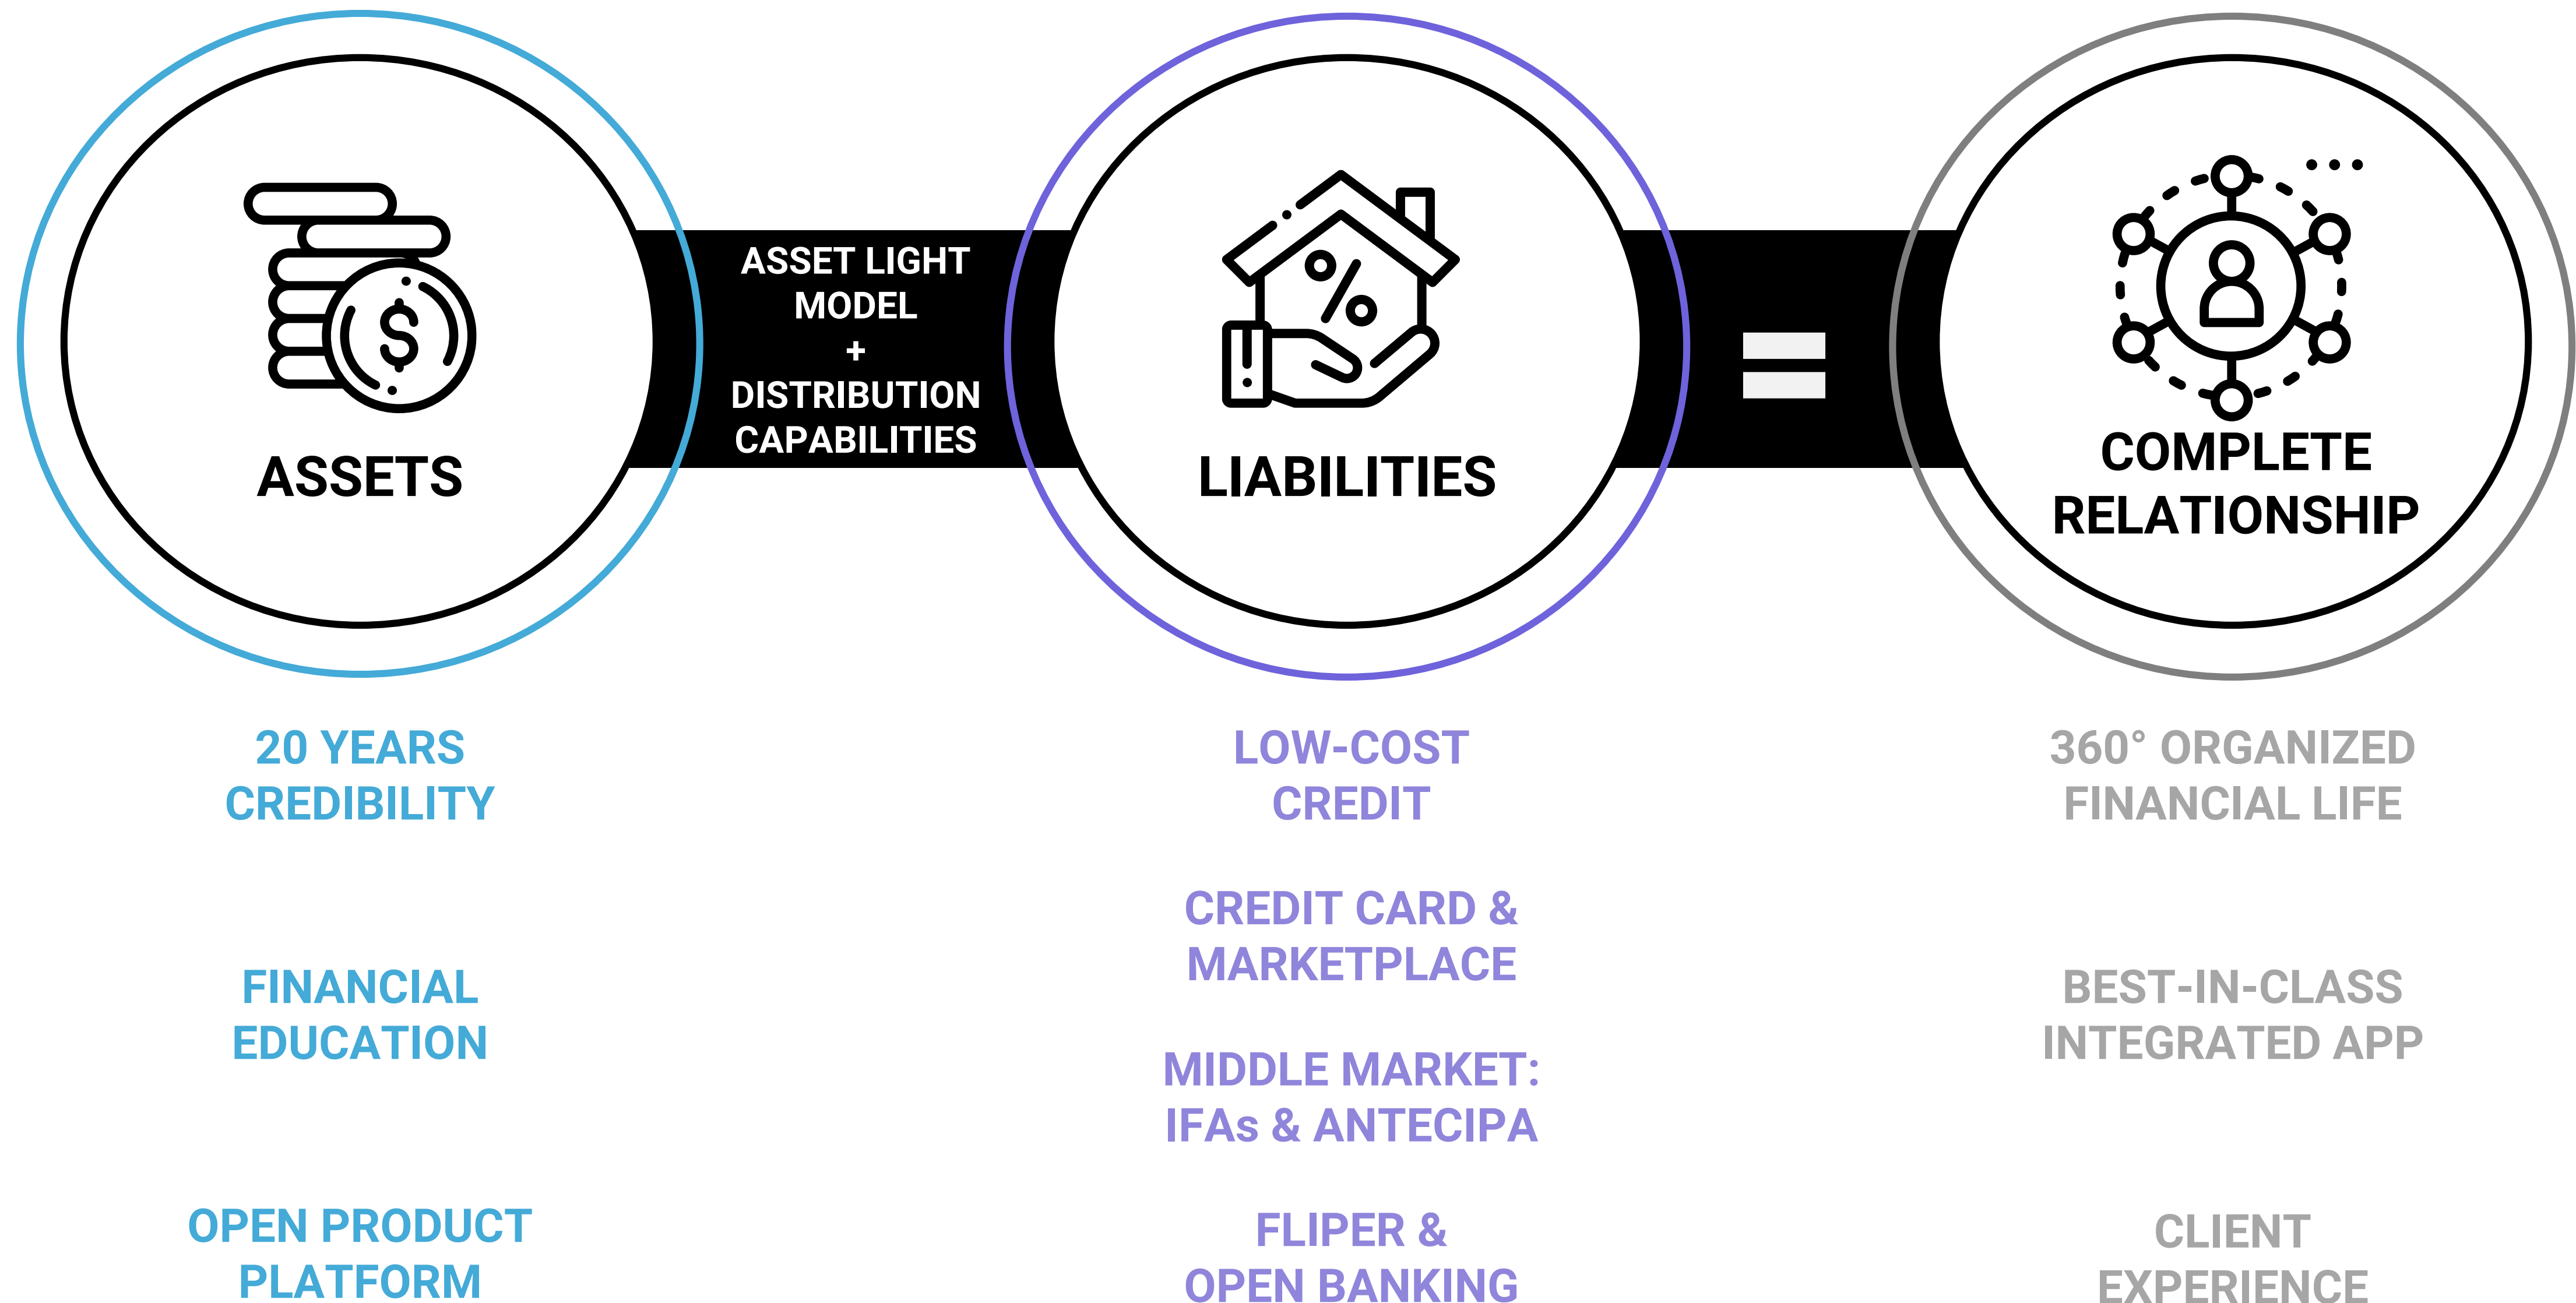 ASSETS
ASSET LIGHT
MODEL
+
DISTRIBUTION
CAPABILITIES
LIABILITIES
=
COMPLETE
RELATIONSHIP
20 YEARS
CREDIBILITY
FINANCIAL
EDUCATION
OPEN PRODUCT
PLATFORM
LOW-COST
CREDIT
CREDIT CARD &
MARKETPLACE
MIDDLE MARKET:
IFAs & ANTECIPA
FLIPER &
OPEN BANKING
360° ORGANIZED
FINANCIAL LIFE
BEST-IN-CLASS
INTEGRATED APP
CLIENT
EXPERIENCE